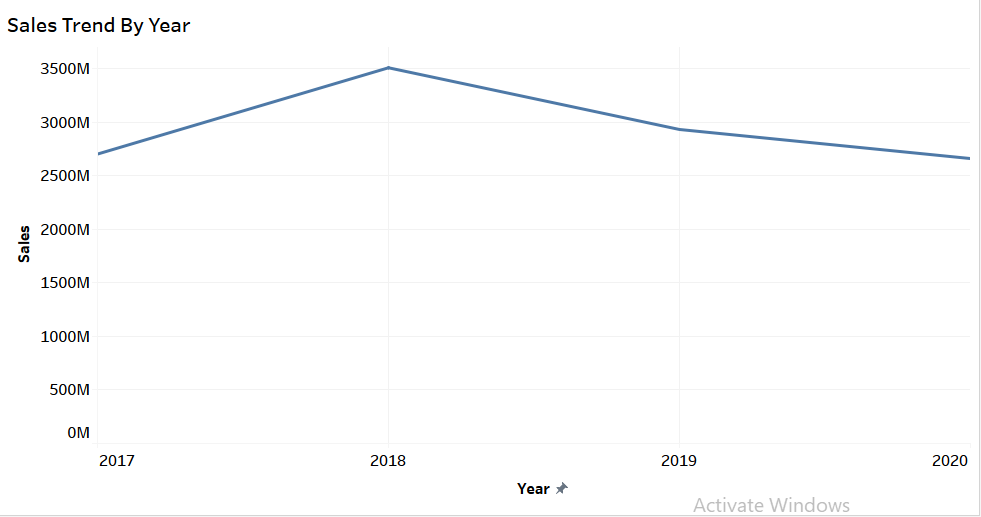 Sales Trend By Year
3500M
3000M
2500M
2000M
1500M
1000M
500M
0M
Sales
2017 2018 2019 2020
Year
Activate Windows